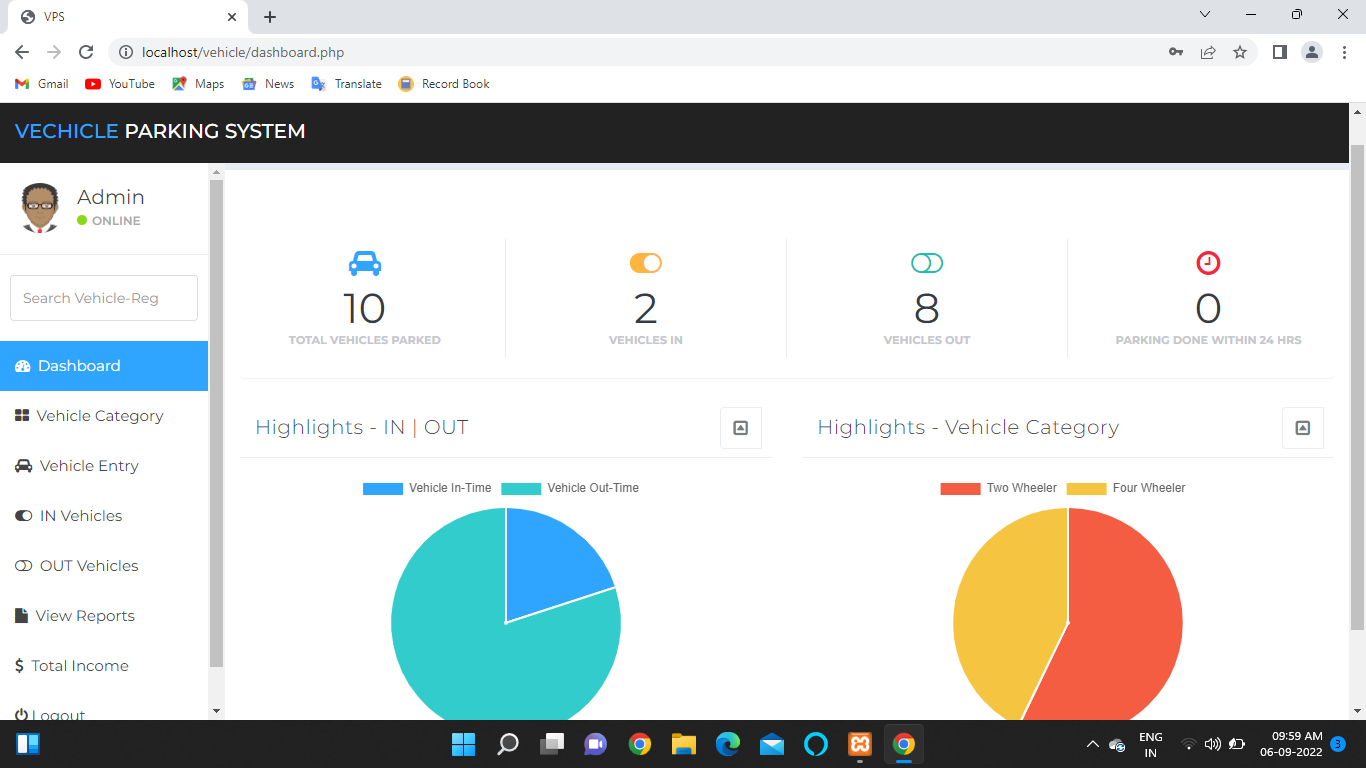 VPS
localhost/vehicle/dashboard.php
Gmail YouTube Maps News Translate Record Book
VECHICLE PARKING SYSTEM
Admin
ONLINE
Search Vehicle-Reg
Dashboard
Vehicle Category
Vehicle Entry
IN Vehicles
OUT Vehicles
View Reports
$ Total Income
Logout
10
TOTAL VEHICLES PARKED
2
VEHICLES IN
8
VEHICLES OUT
0
PARKING DONE WITHIN 24 HRS
Highlights - IN | OUT
Vehicle In-Time Vehicle Out-Time
Highlights - Vehicle Category
Two Wheeler Four Wheeler
ENG
IN
09:59 AM
06-09-2022
3